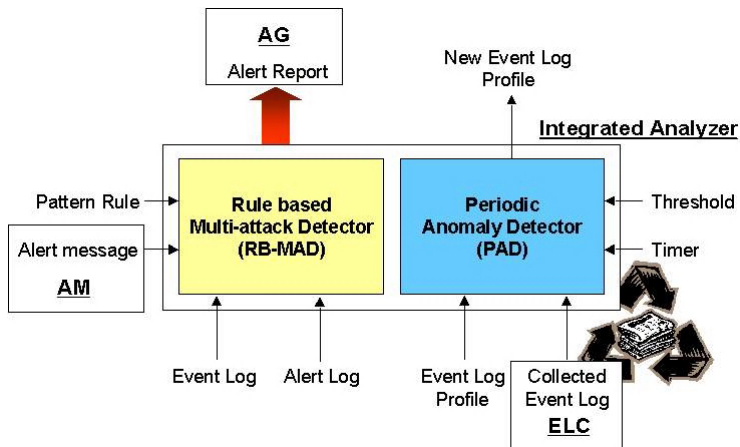 AG
Alert Report
New Event Log
Profile
Integrated Analyzer
Pattern Rule
Rule based
Multi-attack Detector
(RB-MAD)
Periodic
Anomaly Detector
(PAD)
Threshold
Alert message
AM
Timer
Event Log
Alert Log
Event Log
Profile
Collected
Event Log
ELC